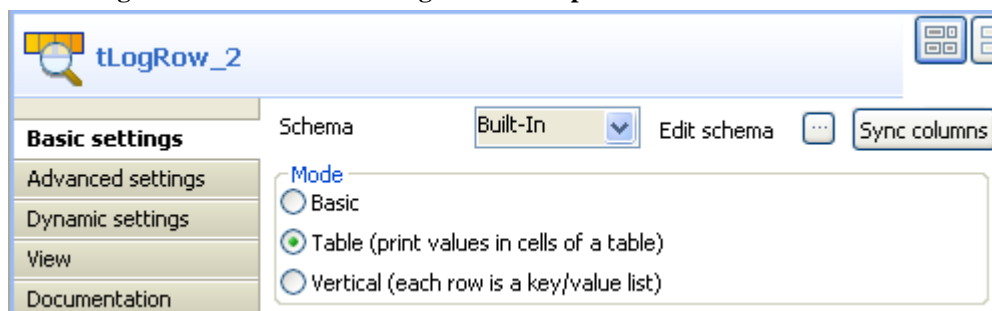 tLogRow_2
Basic settings
Advanced settings
Dynamic settings
View
Documentation
Schema Built-In Edit schema ... Sync columns
Mode
Basic
Table (print values in cells of a table)
Vertical (each row is a key/value list)